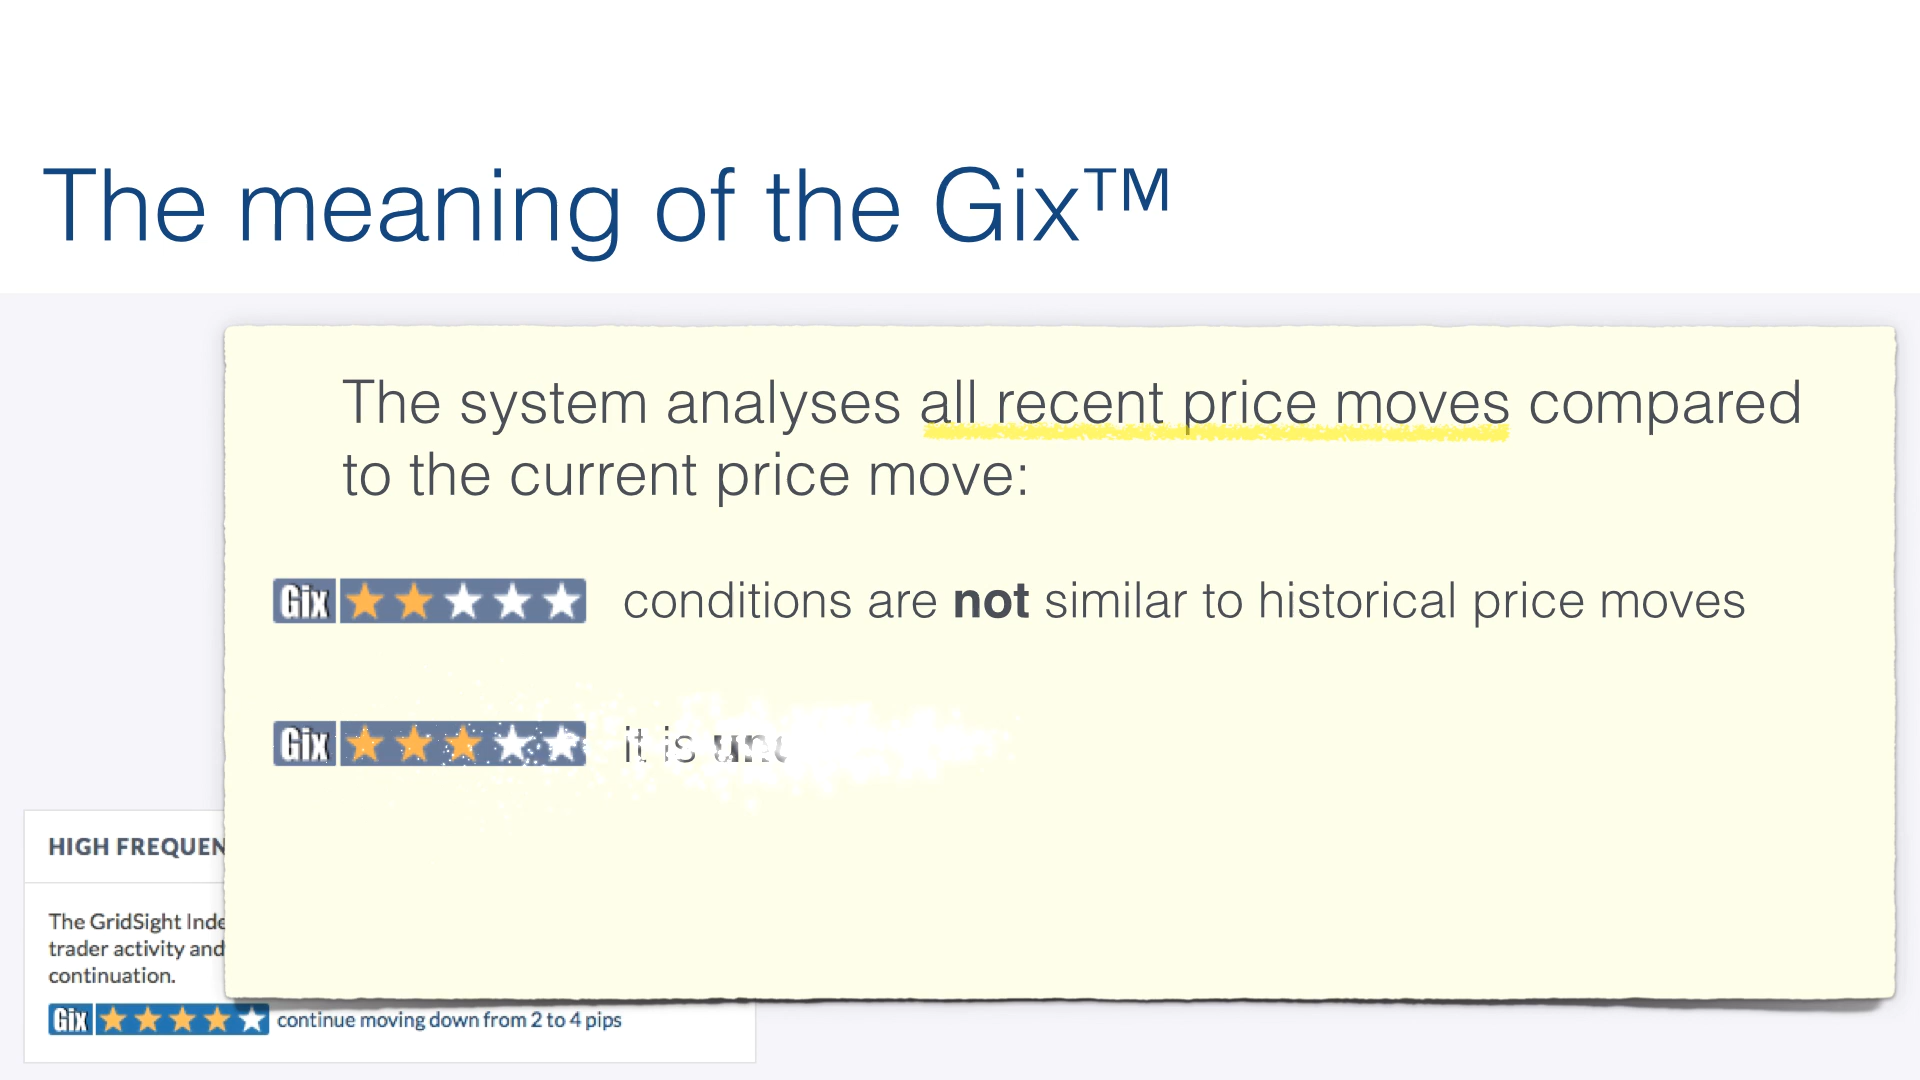 The meaning of the Gix™
The system analyses all recent price moves compared
to the current price move:
Gix conditions are not similar to historical price moves
Gix it is
HIGH FREQUEN
The GridSight Inde
trader activity and
continuation.
Gix continue moving down from 2 to 4 pips